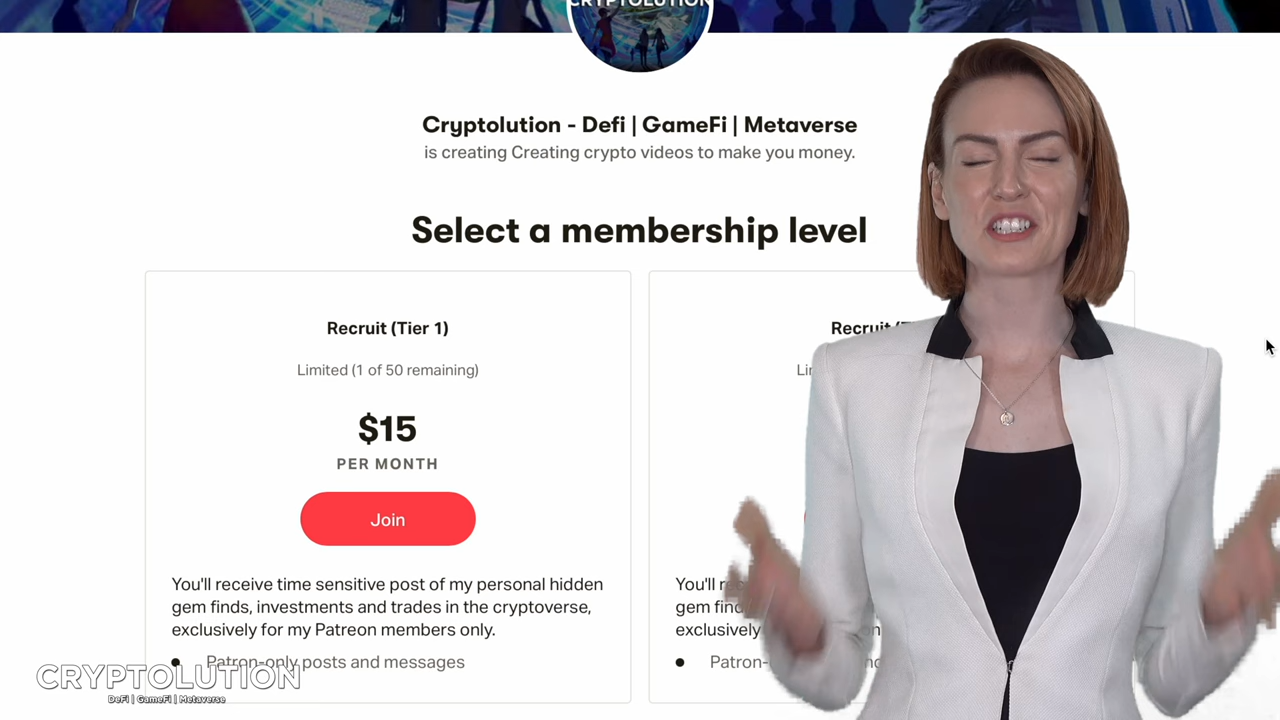 CRYPTOLUTION
Cryptolution - Defi | GameFi | Metaverse
is creating Creating crypto videos to make you money.
Select a membership level
Recruit (Tier 1)
Limited (1 of 50 remaining)
$15
PER MONTH
Join
You'll receive time sensitive post of my personal hidden
gem finds, investments and trades in the cryptoverse,
exclusively for my Patreon members only.
Patron-only posts and messages
Recruit
You'll
gem
exclusively
Patron-
CRYPTOLUTION
DeFi | GameFi | Metaverse